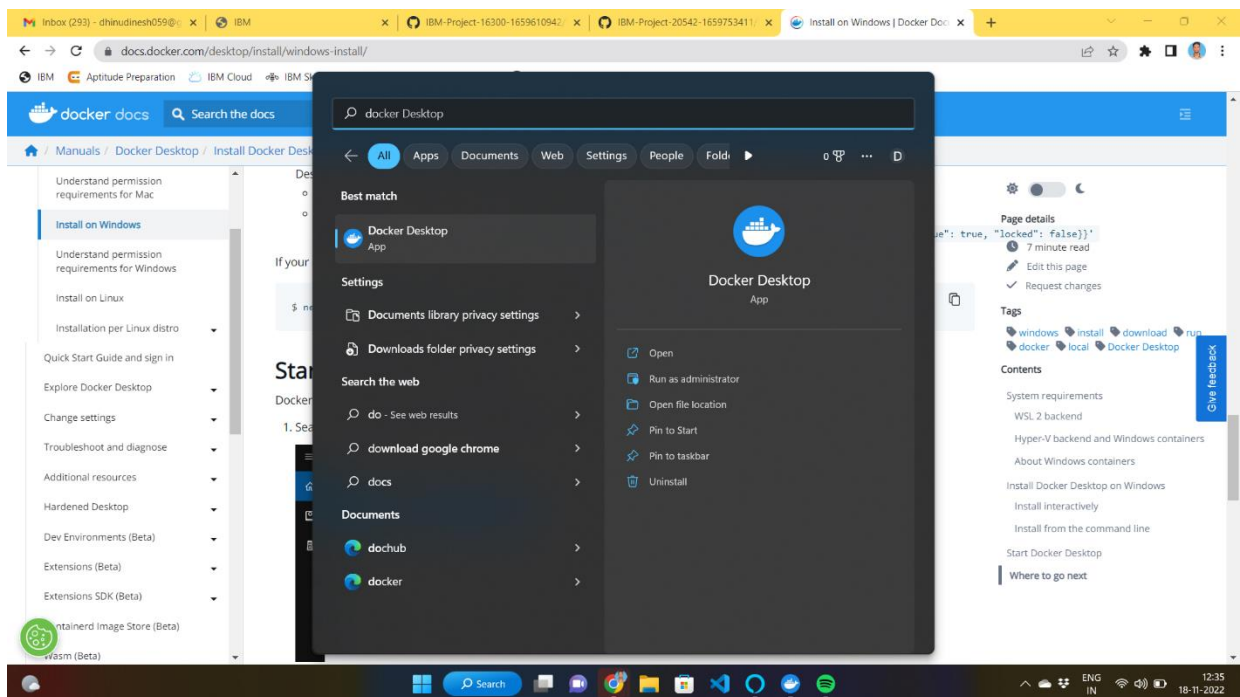 Inbox (293) - dhinudinesh059@g
IBM
IBM-Project-16300-1659610942/
IBM-Project-20542-1659753411/
Install on Windows | Docker Doc
docs.docker.com/desktop/install/windows-install/
IBM
Aptitude Preparation
IBM Cloud
IBM Sk
docker docs
Search the docs
Manuals / Docker Desktop / Install Docker Desk
Understand permission
requirements for Mac
Install on Windows
Understand permission
requirements for Windows
Install on Linux
Installation per Linux distro
Quick Start Guide and sign in
Explore Docker Desktop
Change settings
Troubleshoot and diagnose
Additional resources
Hardened Desktop
Dev Environments (Beta)
Extensions (Beta)
Extensions SDK (Beta)
ntainerd Image Store (Beta)
Wasm (Beta)
Des
If your
$ ne
Star
Docker
1. Sea
docker Desktop
All
Apps
Documents
Web
Settings
People
Fold
0
D
Best match
Docker Desktop
App
Settings
Documents library privacy settings
Downloads folder privacy settings
Search the web
do - See web results
download google chrome
docs
Documents
dochub
docker
Docker Desktop
App
Open
Run as administrator
Open file location
Pin to Start
Pin to taskbar
Uninstall
Page details
ue": true, "locked": false}}'
7 minute read
Edit this page
Request changes
Tags
windows install download run
docker local Docker Desktop
Contents
System requirements
WSL 2 backend
Hyper-V backend and Windows containers
About Windows containers
Install Docker Desktop on Windows
Install interactively
Install from the command line
Start Docker Desktop
Where to go next
Give feedback
Search
ENG
IN
12:35
18-11-2022